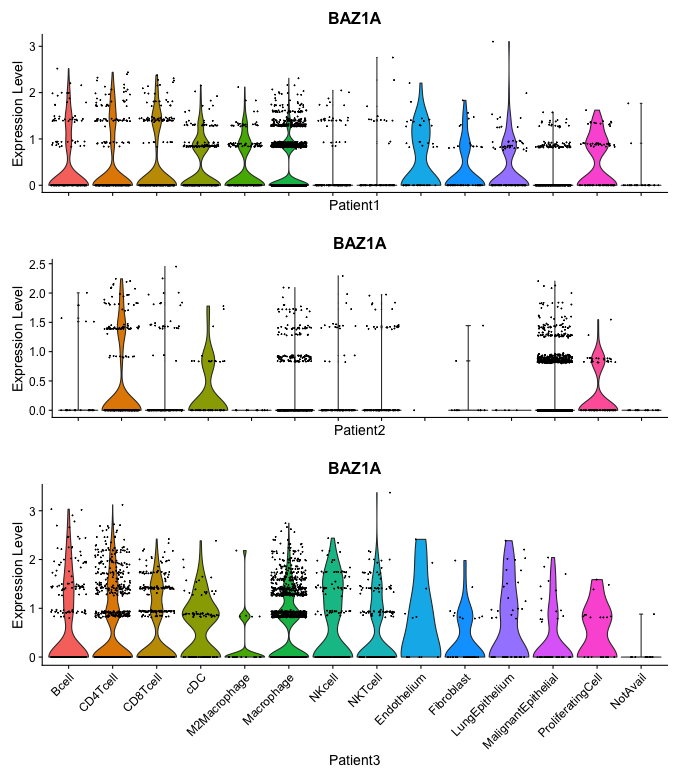 BAZ1A
Expression Level
3
2
1
0
Patient1
BAZ1A
Expression Level
2.5
2.0
1.5
1.0
0.5
0.0
Patient2
BAZ1A
Expression Level
3
2
1
0
Bcell
CD4Tcell
CD8Tcell
cDC
M2Macrophage
Macrophage
NKcell
NKTcell
Endothelium
Fibroblast
LungEpithelium
MalignantEpithelial
ProliferatingCell
NotAvail
Patient3